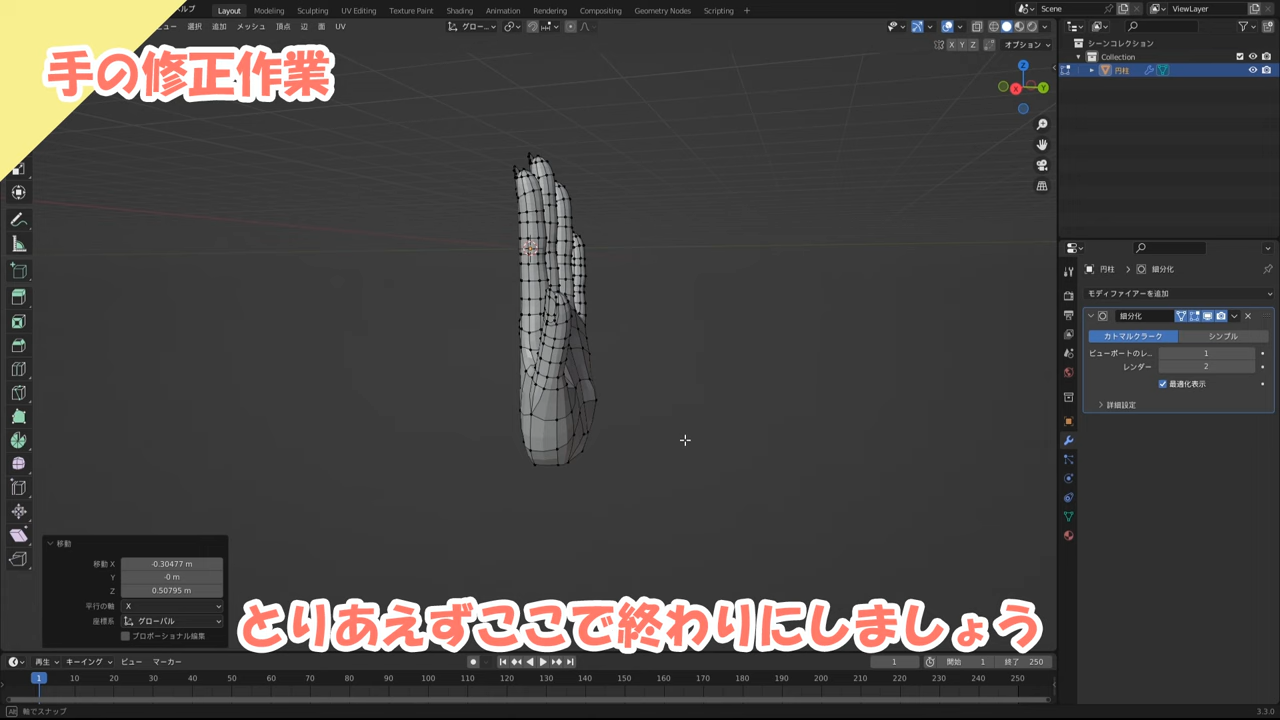 手の修正作業
ルプ
Layout
Modeling
Sculpting
UV Editing
Texture Paint
Shading
Animation
Rendering
Compositing
Geometry Nodes
Scripting
+
Scene
ViewLayer
ビュー
選択
追加
メッシュ
頂点
辺
面
UV
グロー...
X Y Z
オプション
シーンコレクション
Collection
円柱
Z
X
Y
円柱 > 細分化
モディファイアーを追加
細分化
カトマルクラーク
シンプル
ビューポートのレ...
1
レンダー
2
最適化表示
詳細設定
移動
移動 X
-0.30477 m
Y
-0 m
Z
0.50795 m
平行の軸
X
座標系
グローバル
プロポーショナル編集
とりあえずここで終わりにしましょう
再生
キーイング
ビュー
マーカー
1
開始 1
終了 250
1 10 20 30 40 50 60 70 80 90 100 110 120 130 140 150 160 170 180 190 200 210 220 230 240 250
軸でスナップ
3.3.0